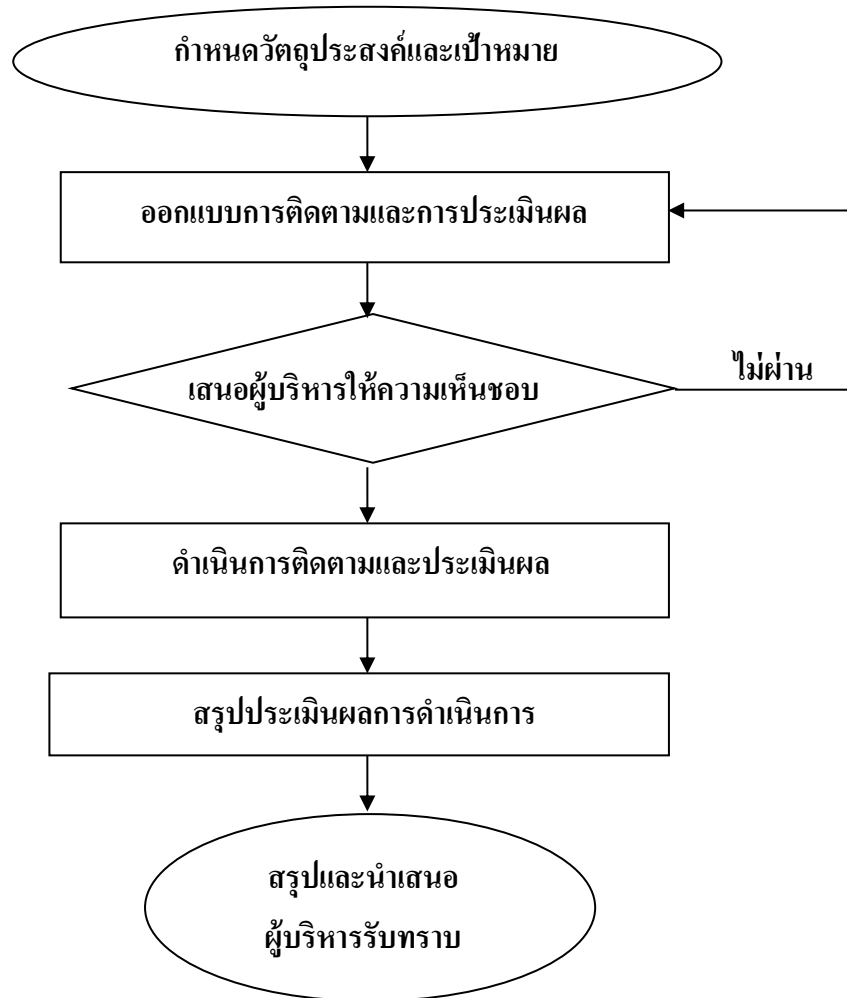 กำหนดวัตถุประสงค์และเป้าหมาย
ออกแบบการติดตามและการประเมินผล
เสนอผู้บริหารให้ความเห็นชอบ
ไม่ผ่าน
ดำเนินการติดตามและประเมินผล
สรุปประเมินผลการดำเนินการ
สรุปและนำเสนอ
ผู้บริหารรับทราบ